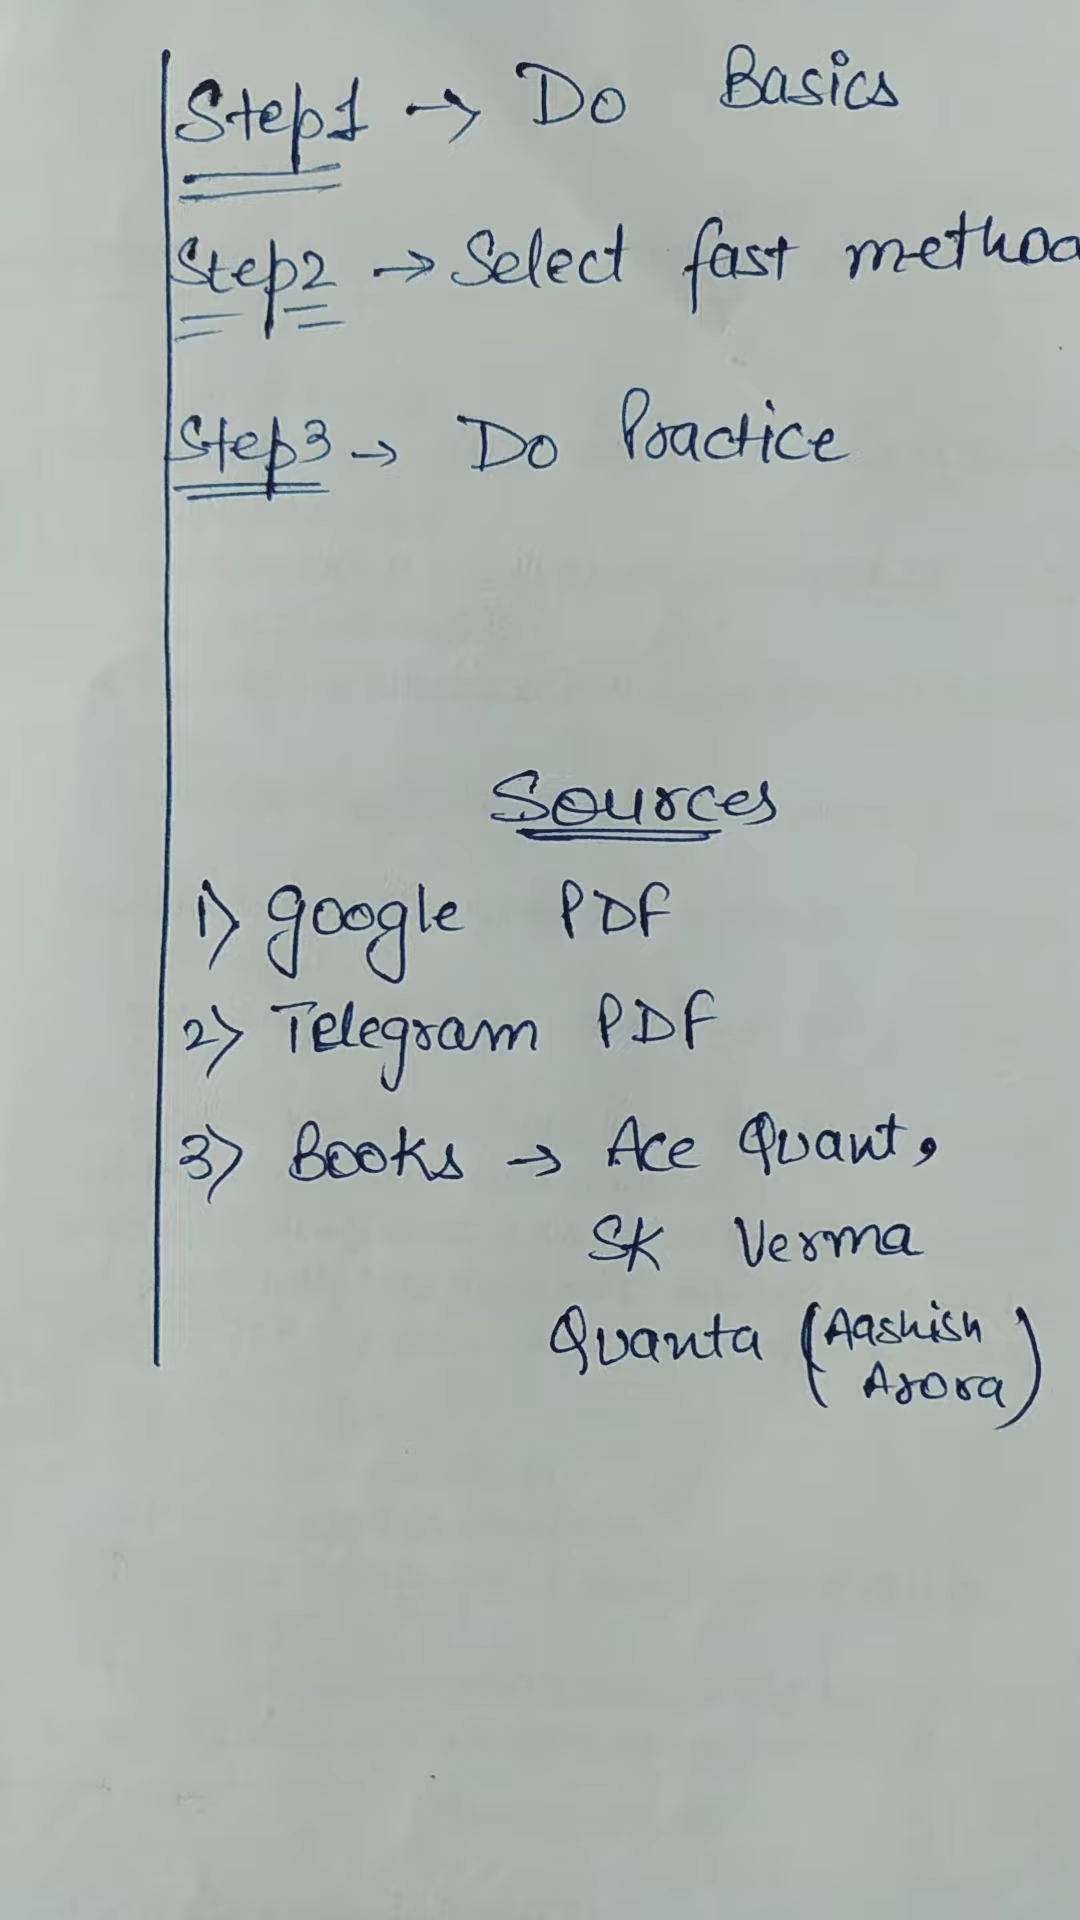 Step1 → Do Basics
Step2 → Select fast method
Step3 → Do Practice
Sources
1) google PDF
2) Telegram PDF
3) Books → Ace Quant,
SK Verma
Quanta (Aashish
Arora)